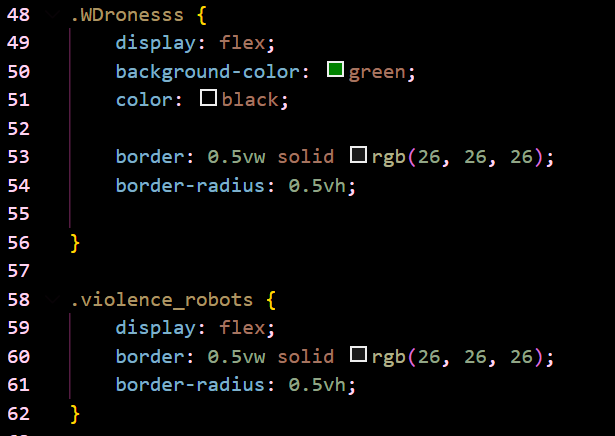 48 .WDronesss {
49 display: flex;
50 background-color: green;
51 color: black;
52
53 border: 0.5vw solid rgb(26, 26, 26);
54 border-radius: 0.5vh;
55
56 }
57
58 .violence_robots {
59 display: flex;
60 border: 0.5vw solid rgb(26, 26, 26);
61 border-radius: 0.5vh;
62 }